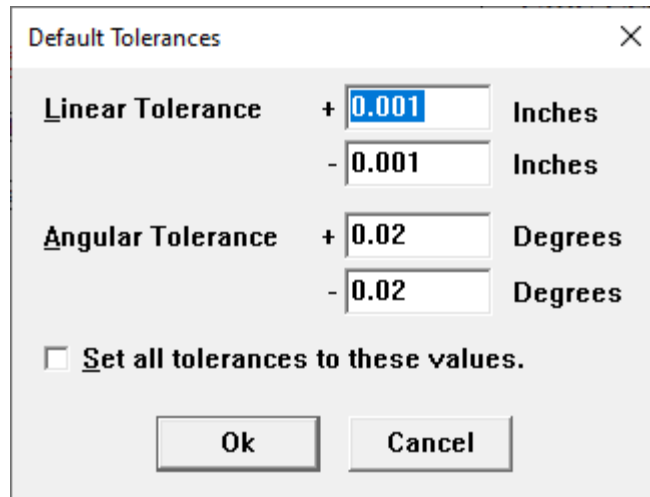 Default Tolerances
Linear Tolerance + 0.001 Inches
- 0.001 Inches
Angular Tolerance + 0.02 Degrees
- 0.02 Degrees
Set all tolerances to these values.
Ok Cancel